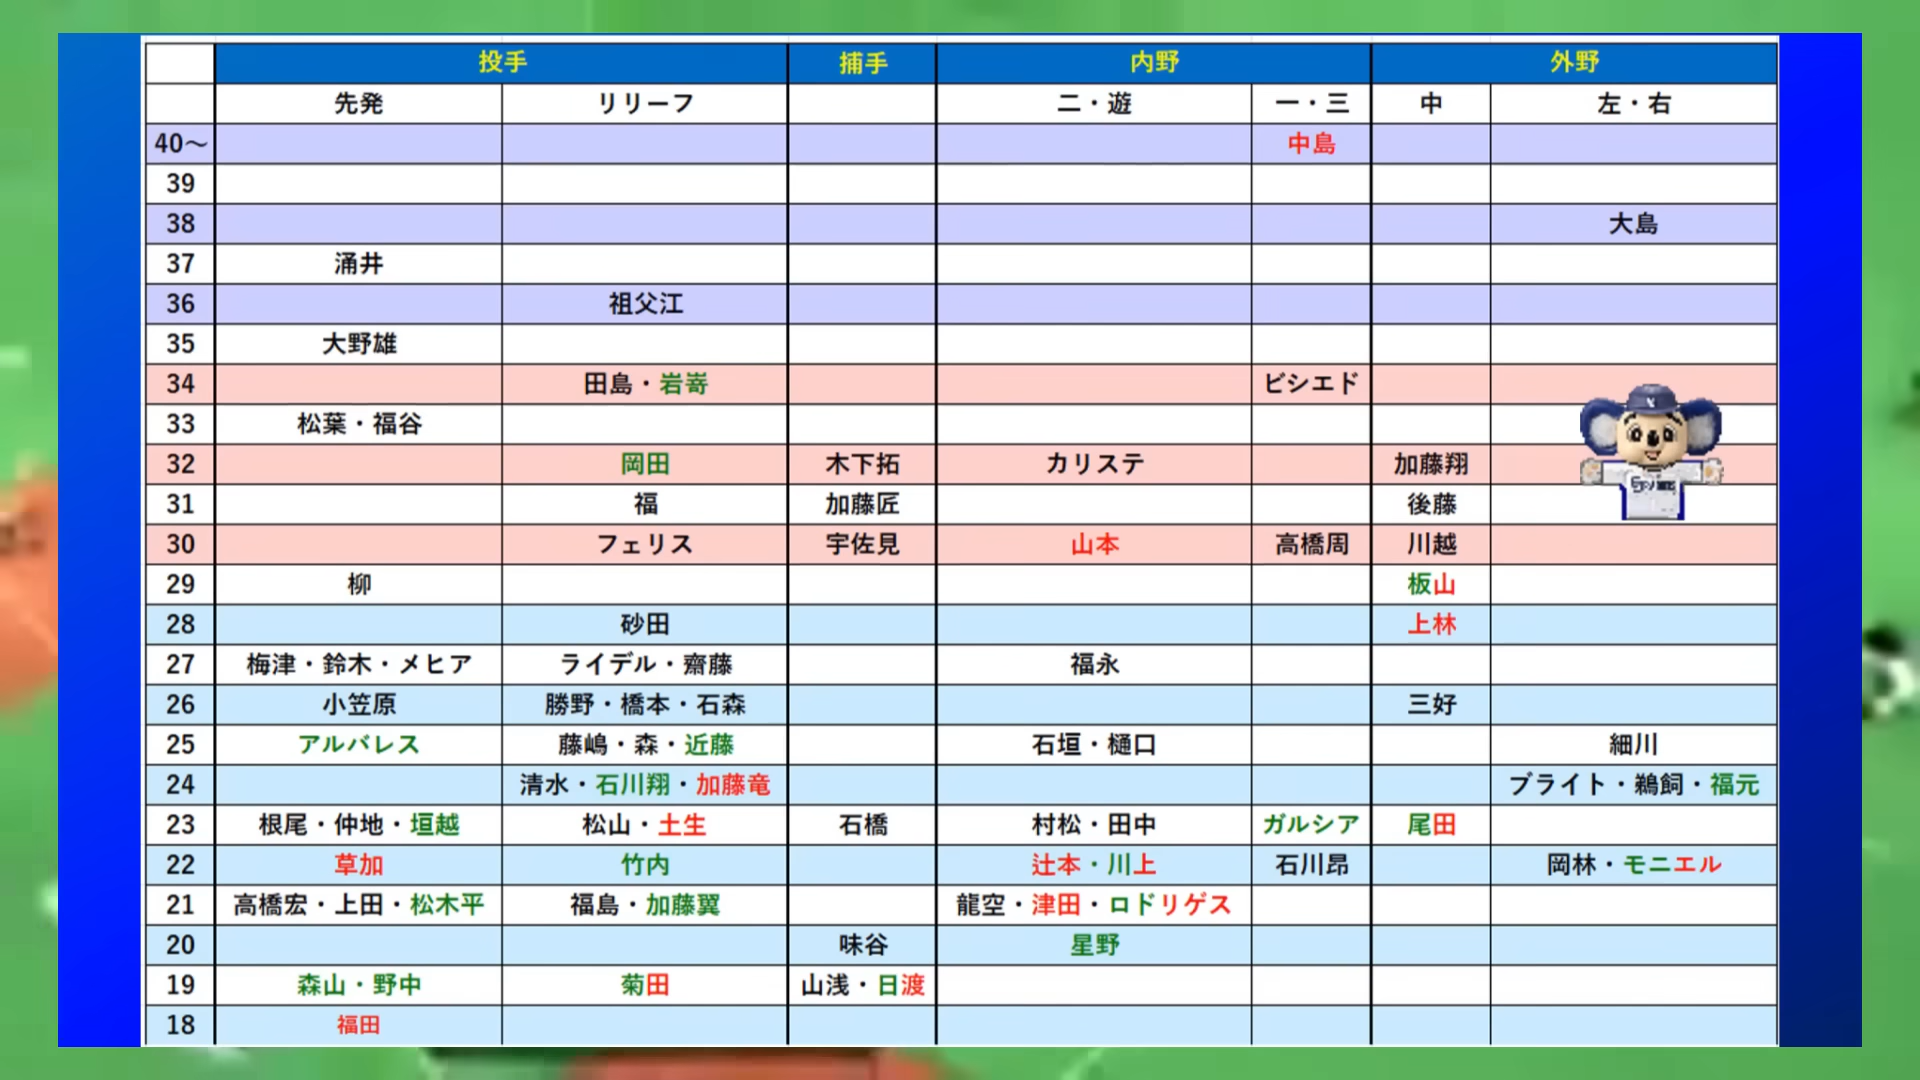 投手 捕手 内野 外野
先発 リリーフ 二・遊 一・三 中 左・右
40～ 中島
39
38 大島
37 涌井
36 祖父江
35 大野雄
34 田島・岩嵜 ビシエド
33 松葉・福谷
32 岡田 木下拓 カリステ 加藤翔
31 福 加藤匠 後藤
30 フェリス 宇佐見 山本 高橋周 川越
29 柳 板山
28 砂田 上林
27 梅津・鈴木・メヒア ライデル・齋藤 福永
26 小笠原 勝野・橋本・石森 三好
25 アルバレス 藤嶋・森・近藤 石垣・樋口 細川
24 清水・石川翔・加藤竜 ブライト・鵜飼・福元
23 根尾・仲地・垣越 松山・土生 石橋 村松・田中 ガルシア 尾田
22 草加 竹内 辻本・川上 石川昂 岡林・モニエル
21 高橋宏・上田・松木平 福島・加藤翼 龍空・津田・ロドリゲス
20 味谷 星野
19 森山・野中 菊田 山浅・日渡
18 福田